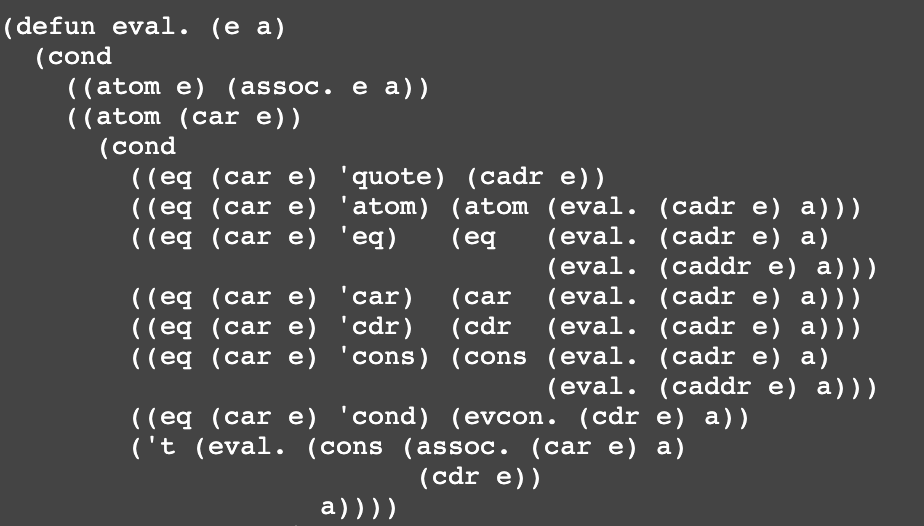 (defun eval. (e a)
  (cond
    ((atom e) (assoc. e a))
    ((atom (car e))
      (cond
        ((eq (car e) 'quote) (cadr e))
        ((eq (car e) 'atom) (atom (eval. (cadr e) a)))
        ((eq (car e) 'eq)   (eq   (eval. (cadr e) a)
                                  (eval. (caddr e) a)))
        ((eq (car e) 'car)  (car  (eval. (cadr e) a)))
        ((eq (car e) 'cdr)  (cdr  (eval. (cadr e) a)))
        ((eq (car e) 'cons) (cons (eval. (cadr e) a)
                                  (eval. (caddr e) a)))
        ((eq (car e) 'cond) (evcon. (cdr e) a))
        ('t (eval. (cons (assoc. (car e) a)
                          (cdr e))
                    a))))